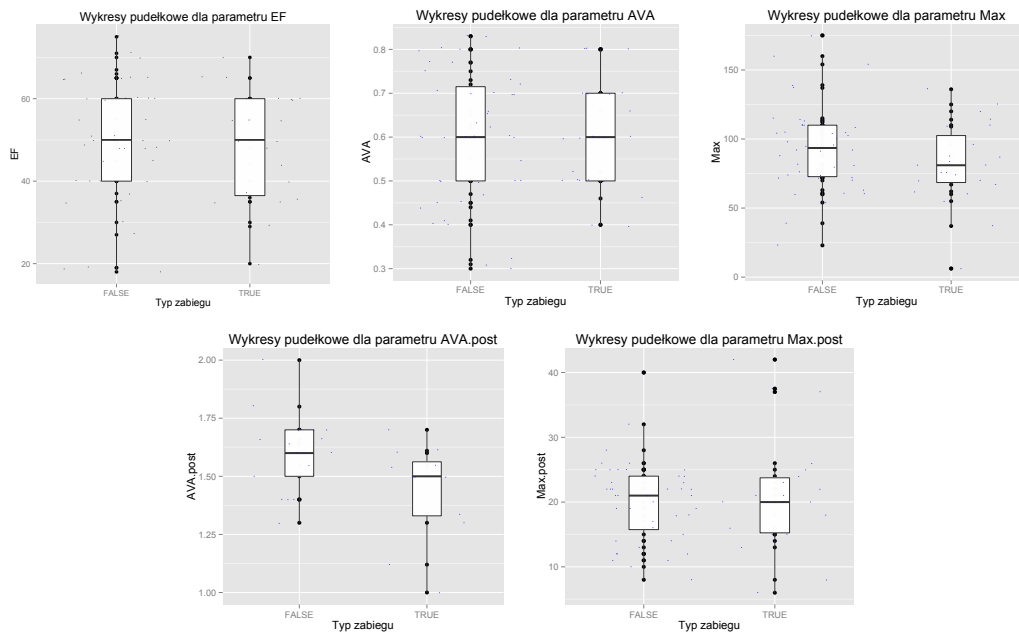 Wykresy pudełkowe dla parametru EF
EF
60
40
20
FALSE
TRUE
Typ zabiegu
Wykresy pudełkowe dla parametru AVA
AVA
0.8
0.7
0.6
0.5
0.4
0.3
FALSE
TRUE
Typ zabiegu
Wykresy pudełkowe dla parametru Max
Max
150
100
50
0
FALSE
TRUE
Typ zabiegu
Wykresy pudełkowe dla parametru AVA.post
AVA.post
2.00
1.75
1.50
1.25
1.00
FALSE
TRUE
Typ zabiegu
Wykresy pudełkowe dla parametru Max.post
Max.post
40
30
20
10
FALSE
TRUE
Typ zabiegu